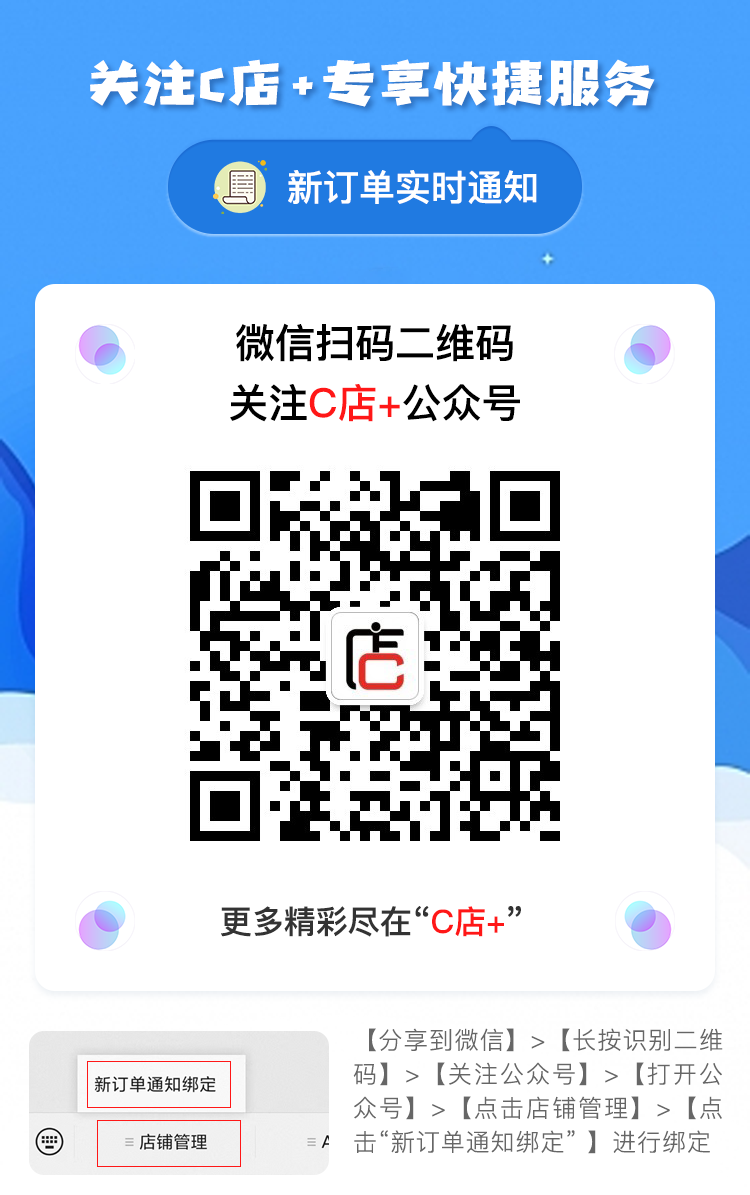 关注C店+专享快捷服务
新订单实时通知
微信扫码二维码
关注C店+公众号
店C
更多精彩尽在“C店+”
【分享到微信】>【长按识别二维
码】>【关注公众号】>【打开公
众号】>【点击店铺管理】>【点
击“新订单通知绑定” 】进行绑定
新订单通知绑定
≡ 店铺管理
≡ A